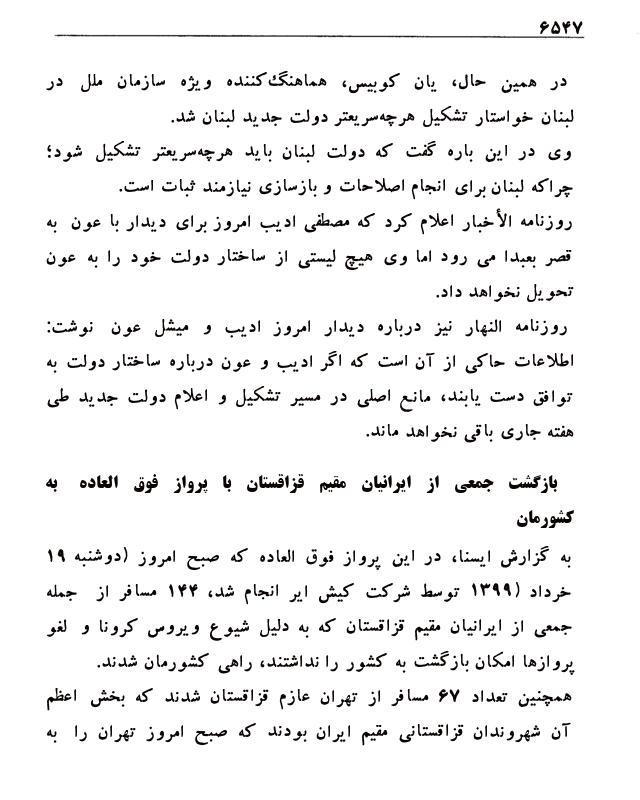 ۶۵۴۷
در همین حال، یان کوبیس، هماهنگ‌کننده ویژه سازمان ملل در
لبنان خواستار تشکیل هرچه‌سریعتر دولت جدید لبنان شد.
وی در این باره گفت که دولت لبنان باید هرچه‌سریعتر تشکیل شود؛
چراکه لبنان برای انجام اصلاحات و بازسازی نیازمند ثبات است.
روزنامه الأخبار اعلام کرد که مصطفی ادیب امروز برای دیدار با عون به
قصر بعبدا می رود اما وی هیچ لیستی از ساختار دولت خود را به عون
تحویل نخواهد داد.
روزنامه النهار نیز درباره دیدار امروز ادیب و میشل عون نوشت:
اطلاعات حاکی از آن است که اگر ادیب و عون درباره ساختار دولت به
توافق دست یابند، مانع اصلی در مسیر تشکیل و اعلام دولت جدید طی
هفته جاری باقی نخواهد ماند.
بازگشت جمعی از ایرانیان مقیم قزاقستان با پرواز فوق العاده به
کشورمان
به گزارش ایسنا، در این پرواز فوق العاده که صبح امروز (دوشنبه ۱۹
خرداد ۱۳۹۹) توسط شرکت کیش ایر انجام شد، ۱۴۴ مسافر از جمله
جمعی از ایرانیان مقیم قزاقستان که به دلیل شیوع ویروس کرونا و لغو
پروازها امکان بازگشت به کشور را نداشتند، راهی کشورمان شدند.
همچنین تعداد ۶۷ مسافر از تهران عازم قزاقستان شدند که بخش اعظم
آن شهروندان قزاقستانی مقیم ایران بودند که صبح امروز تهران را به